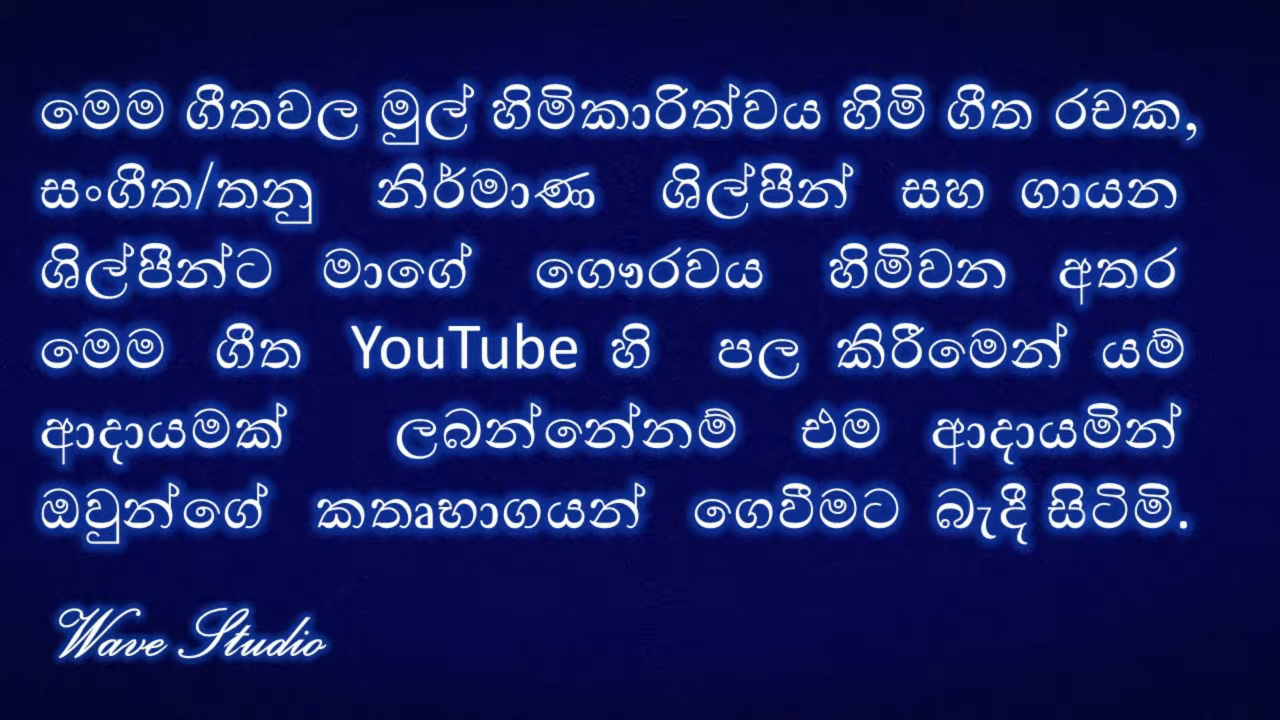 මෙම ගීතවල මුල් හිමිකාරිත්වය හිමි ගීත රචක,
සංගීත/තනු නිර්මාණ ශිල්පීන් සහ ගායන
ශිල්පීන්ට මාගේ ගෞරවය හිමිවන අතර
මෙම ගීත YouTube හි පල කිරීමෙන් යම්
ආදායමක් ලබන්නේනම් එම ආදායමින්
ඔවුන්ගේ කතෘභාගයන් ගෙවීමට බැදී සිටිමි.
Wave Studio